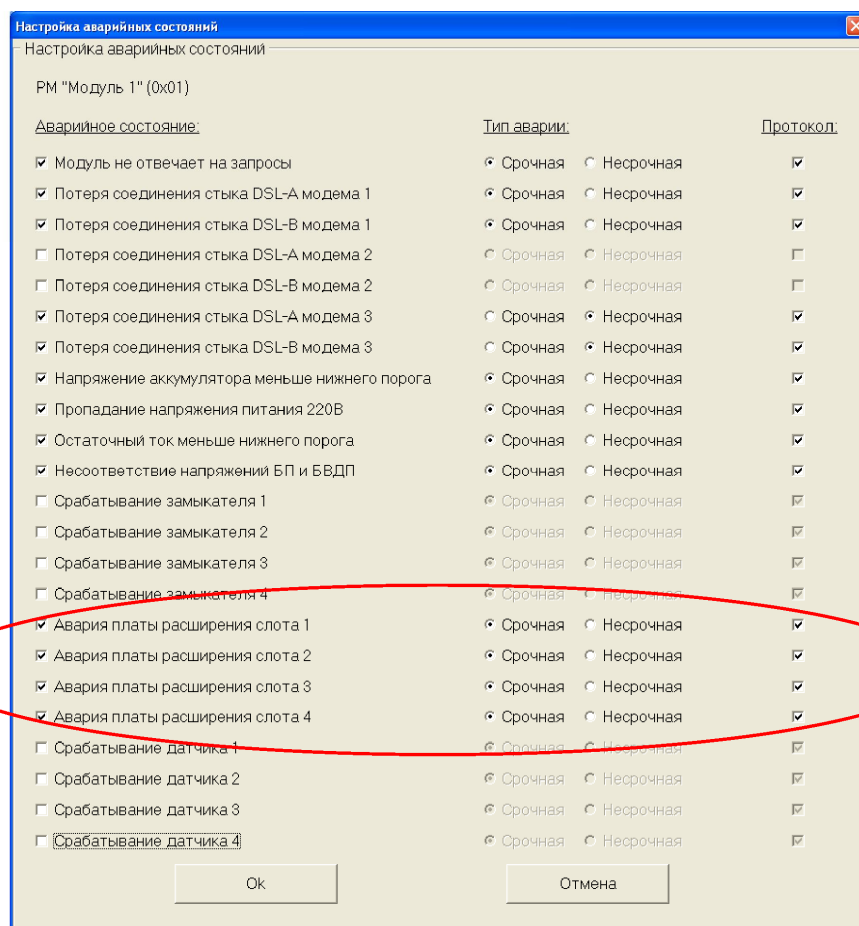 Настройка аварийных состояний
Настройка аварийных состояний
РМ "Модуль 1" (0x01)
Аварийное состояние: Тип аварии: Протокол:
Модуль не отвечает на запросы Срочная Несрочная
Потеря соединения стыка DSL-A модема 1 Срочная Несрочная
Потеря соединения стыка DSL-B модема 1 Срочная Несрочная
Потеря соединения стыка DSL-A модема 2 Срочная Несрочная
Потеря соединения стыка DSL-B модема 2 Срочная Несрочная
Потеря соединения стыка DSL-A модема 3 Срочная Несрочная
Потеря соединения стыка DSL-B модема 3 Срочная Несрочная
Напряжение аккумулятора меньше нижнего порога Срочная Несрочная
Пропадание напряжения питания 220В Срочная Несрочная
Остаточный ток меньше нижнего порога Срочная Несрочная
Несоответствие напряжений БП и БВДП Срочная Несрочная
Срабатывание замыкателя 1 Срочная Несрочная
Срабатывание замыкателя 2 Срочная Несрочная
Срабатывание замыкателя 3 Срочная Несрочная
Срабатывание замыкателя 4 Срочная Несрочная
Авария платы расширения слота 1 Срочная Несрочная
Авария платы расширения слота 2 Срочная Несрочная
Авария платы расширения слота 3 Срочная Несрочная
Авария платы расширения слота 4 Срочная Несрочная
Срабатывание датчика 1 Срочная Несрочная
Срабатывание датчика 2 Срочная Несрочная
Срабатывание датчика 3 Срочная Несрочная
Срабатывание датчика 4 Срочная Несрочная
Ok Отмена